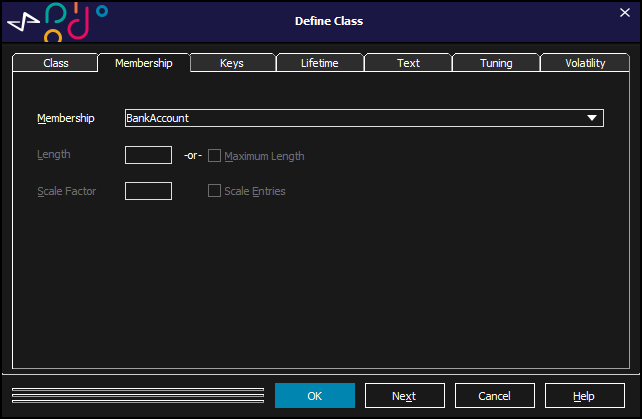 Define Class
Class Membership Keys Lifetime Text Tuning Volatility
Membership BankAccount
Length -or- Maximum Length
Scale Factor Scale Entries
OK Next Cancel Help